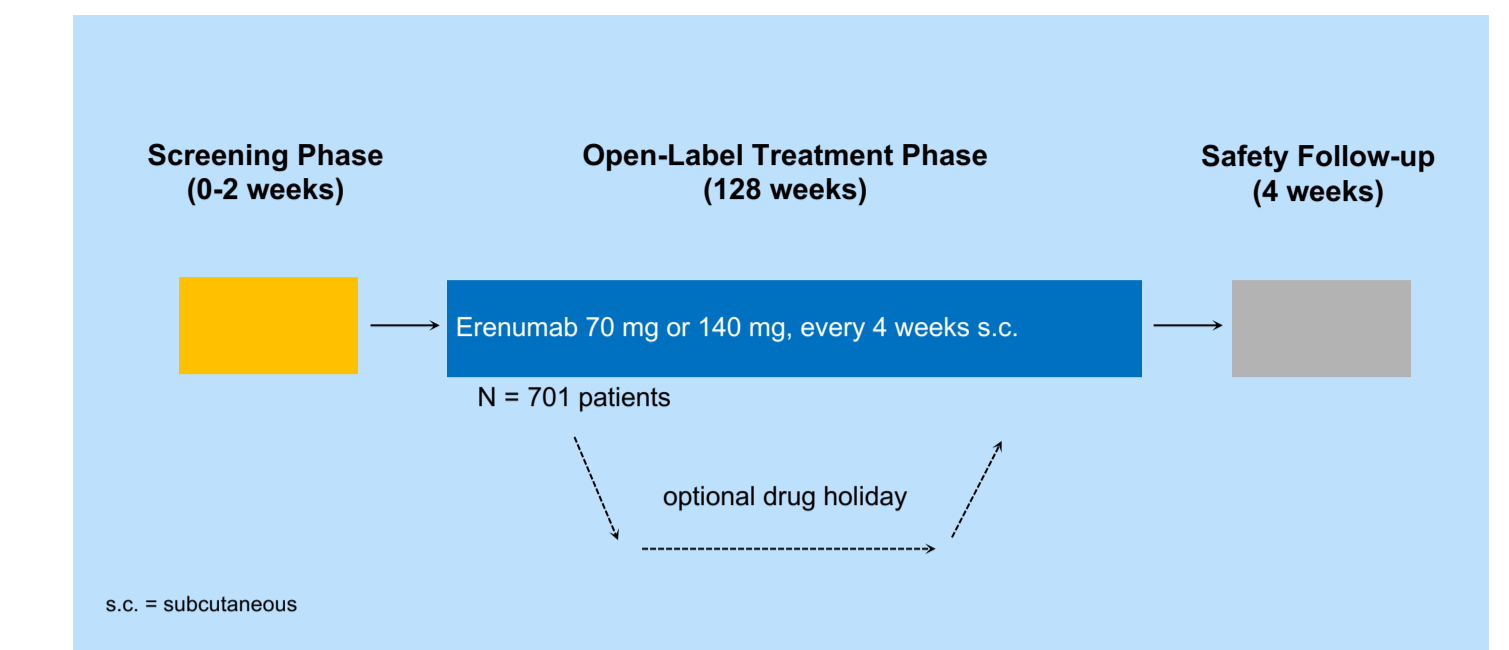 Screening Phase
(0-2 weeks)
Open-Label Treatment Phase
(128 weeks)
Safety Follow-up
(4 weeks)
Erenumab 70 mg or 140 mg, every 4 weeks s.c.
N = 701 patients
optional drug holiday
s.c. = subcutaneous